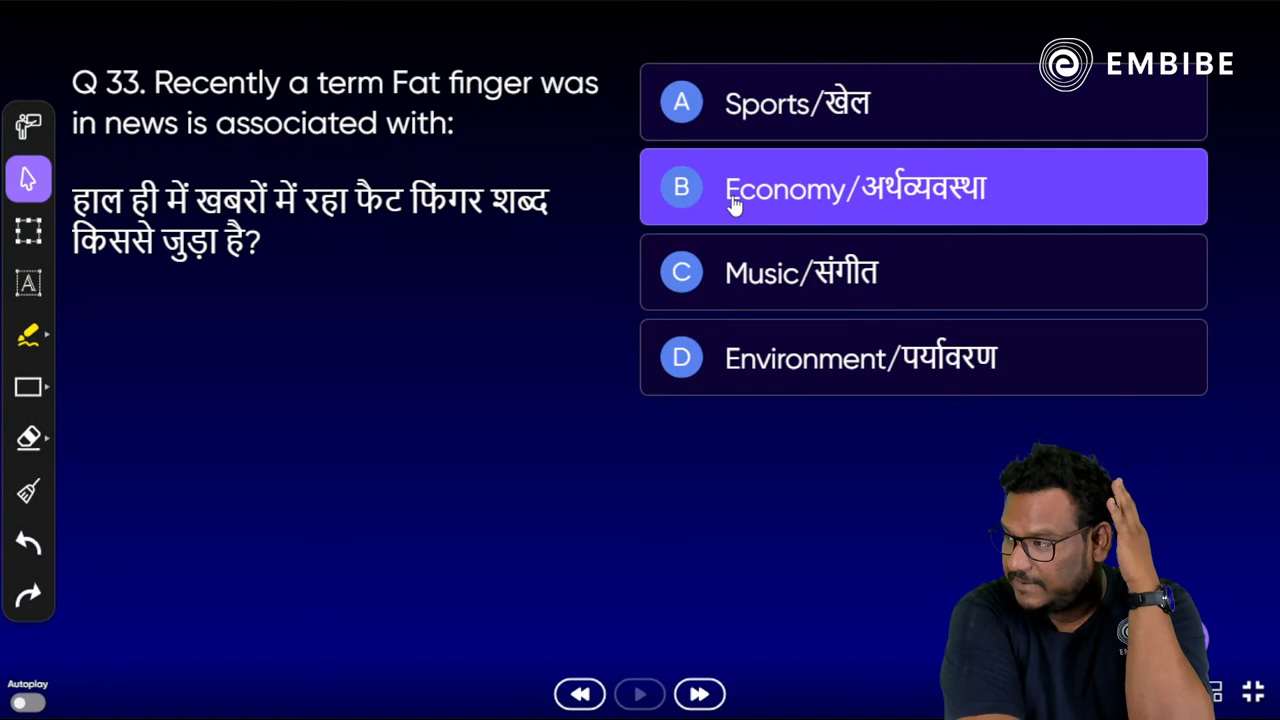 EMBIBE
Q 33. Recently a term Fat finger was
in news is associated with:
हाल ही में खबरों में रहा फैट फिंगर शब्द
किससे जुड़ा है?
A Sports/खेल
B Economy/अर्थव्यवस्था
C Music/संगीत
D Environment/पर्यावरण
Autoplay